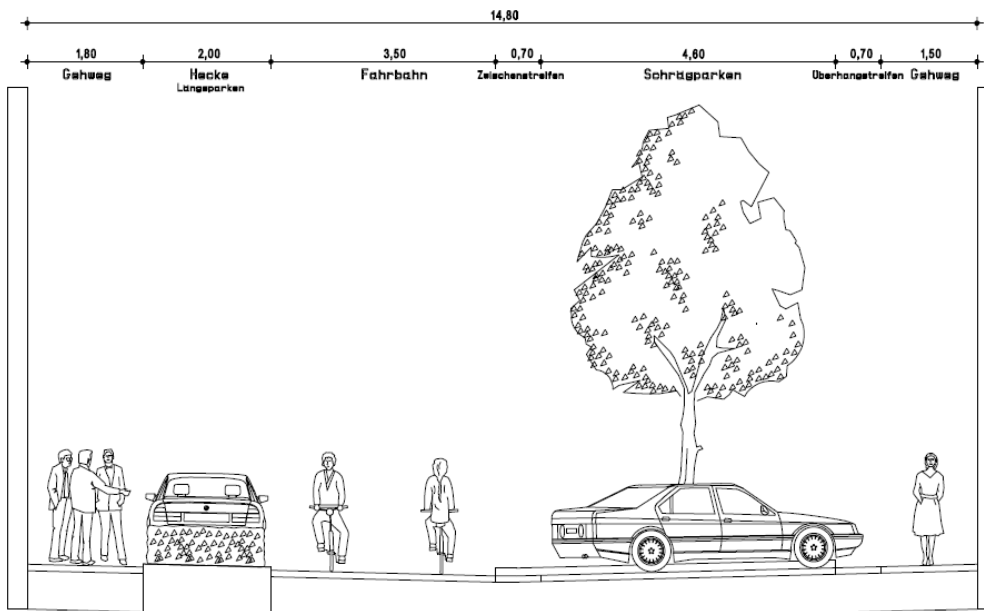 14,80
1,80 2,00 3,50 0,70 4,60 0,70 1,50
Gehweg Hecke Fahrbahn Zwischenstreifen Schrägparken Überhangstreifen Gehweg
Längsparken